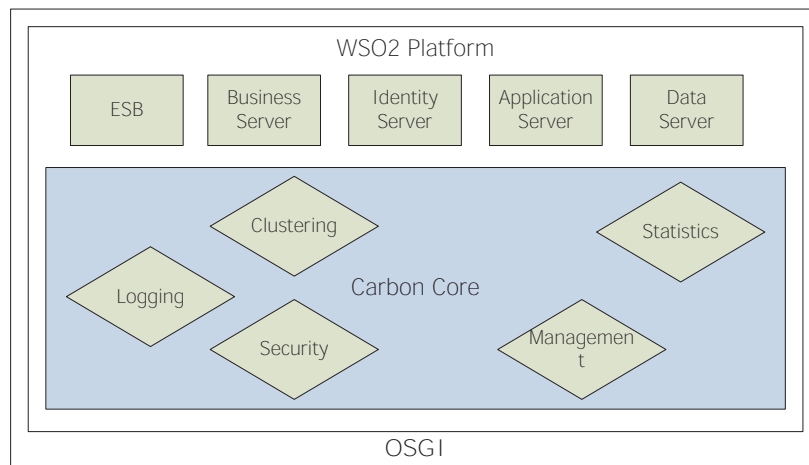 WSO2 Platform
ESB
Business
Server
Identity
Server
Application
Server
Data
Server
Clustering
Statistics
Logging
Carbon Core
Security
Managemen
t
OSGI